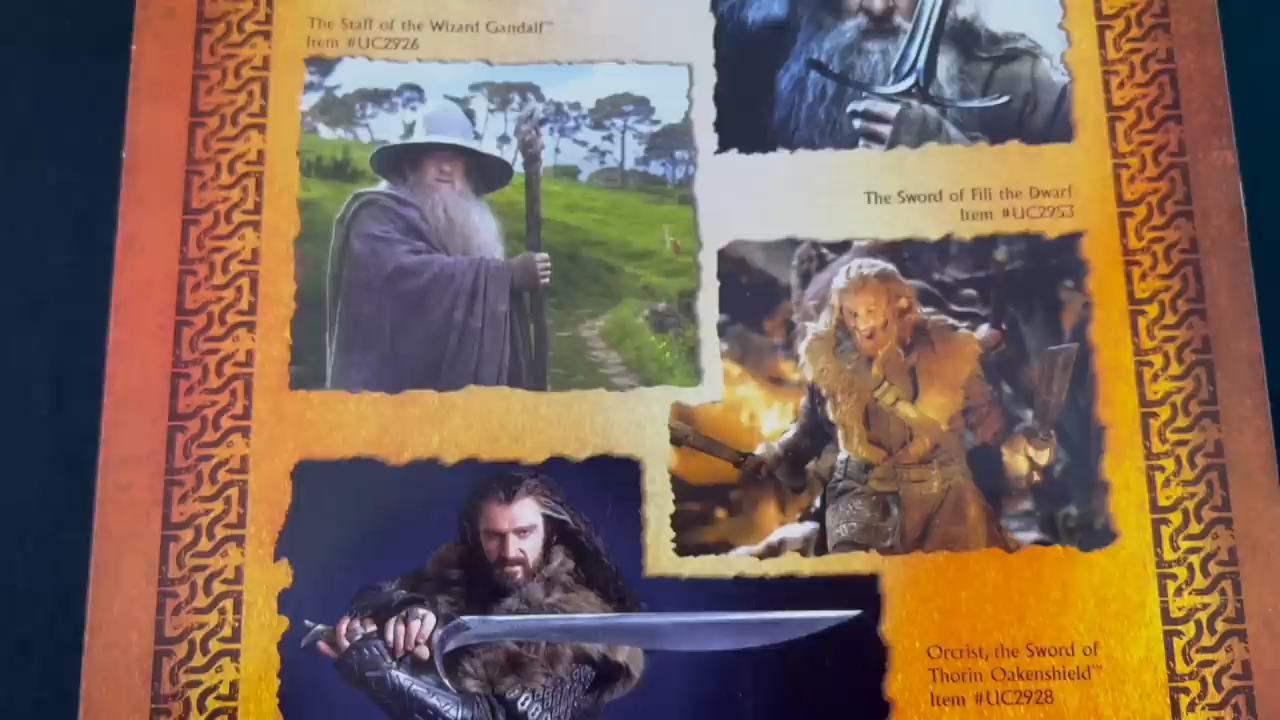 The Staff of the Wizard Gandalf™
Item #UC2926
The Sword of Fili the Dwarf
Item #UC2953
Orcrist, the Sword of
Thorin Oakenshield™
Item #UC2928